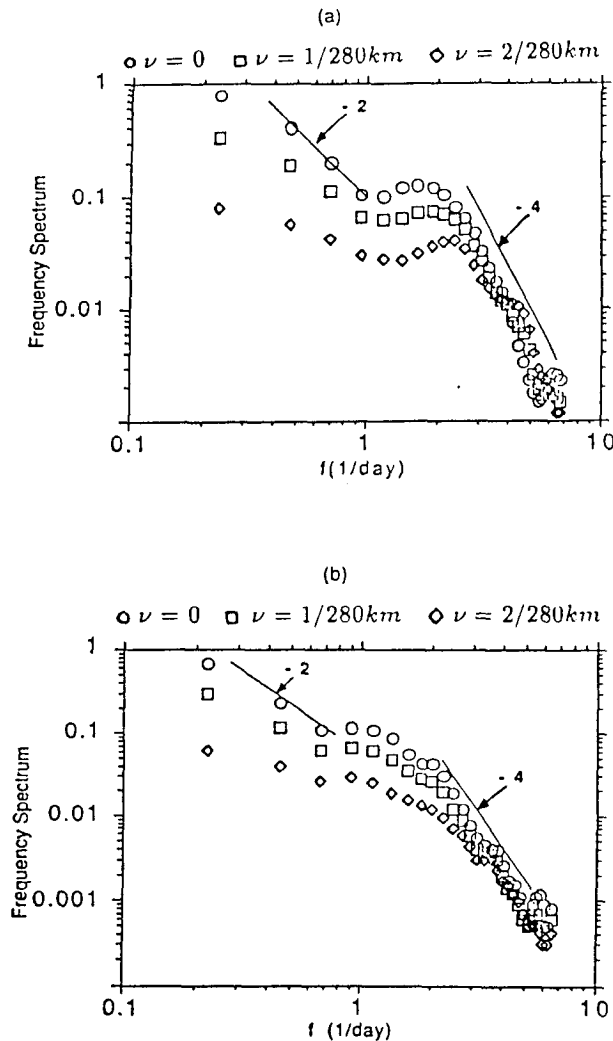 (a)
○ ν = 0 □ ν = 1/280km ◇ ν = 2/280km
1
0.1
0.01
0.1
1
10
Frequency Spectrum
f(1/day)
- 2
- 4
(b)
○ ν = 0 □ ν = 1/280km ◇ ν = 2/280km
1
0.1
0.01
0.001
0.1
1
10
Frequency Spectrum
f (1/day)
- 2
- 4